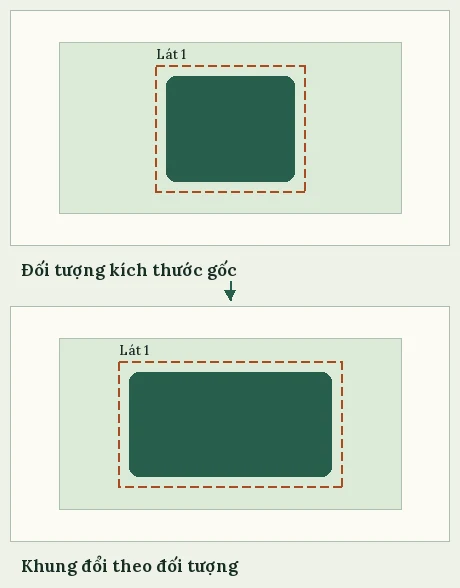 Lát 1
Đối tượng kích thước gốc
Lát 1
Khung đổi theo đối tượng